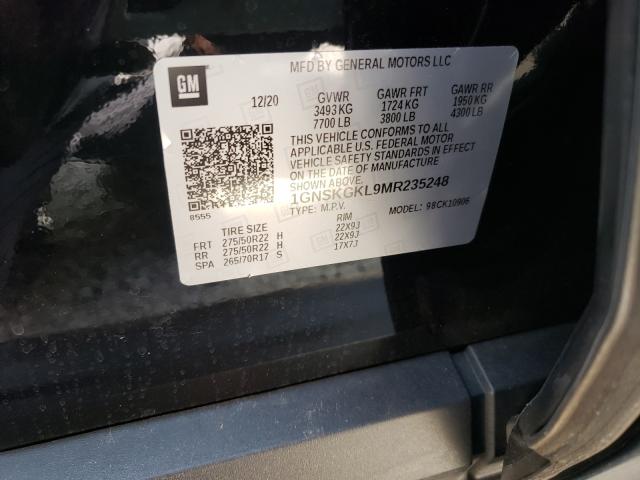 GM
MFD BY GENERAL MOTORS LLC
12/20 GVWR GAWR FRT GAWR RR
3493 KG 1724 KG 1950 KG
7700 LB 3800 LB 4300 LB
THIS VEHICLE CONFORMS TO ALL
APPLICABLE U.S. FEDERAL MOTOR
VEHICLE SAFETY STANDARDS IN EFFECT
ON THE DATE OF MANUFACTURE
SHOWN ABOVE.
1GNSKGKL9MR235248
TYPE: M.P.V. MODEL: 98CK10906
8555
TIRE SIZE RIM
FRT 275/50R22 H 22X9J
RR 275/50R22 H 22X9J
SPA 265/70R17 S 17X7J